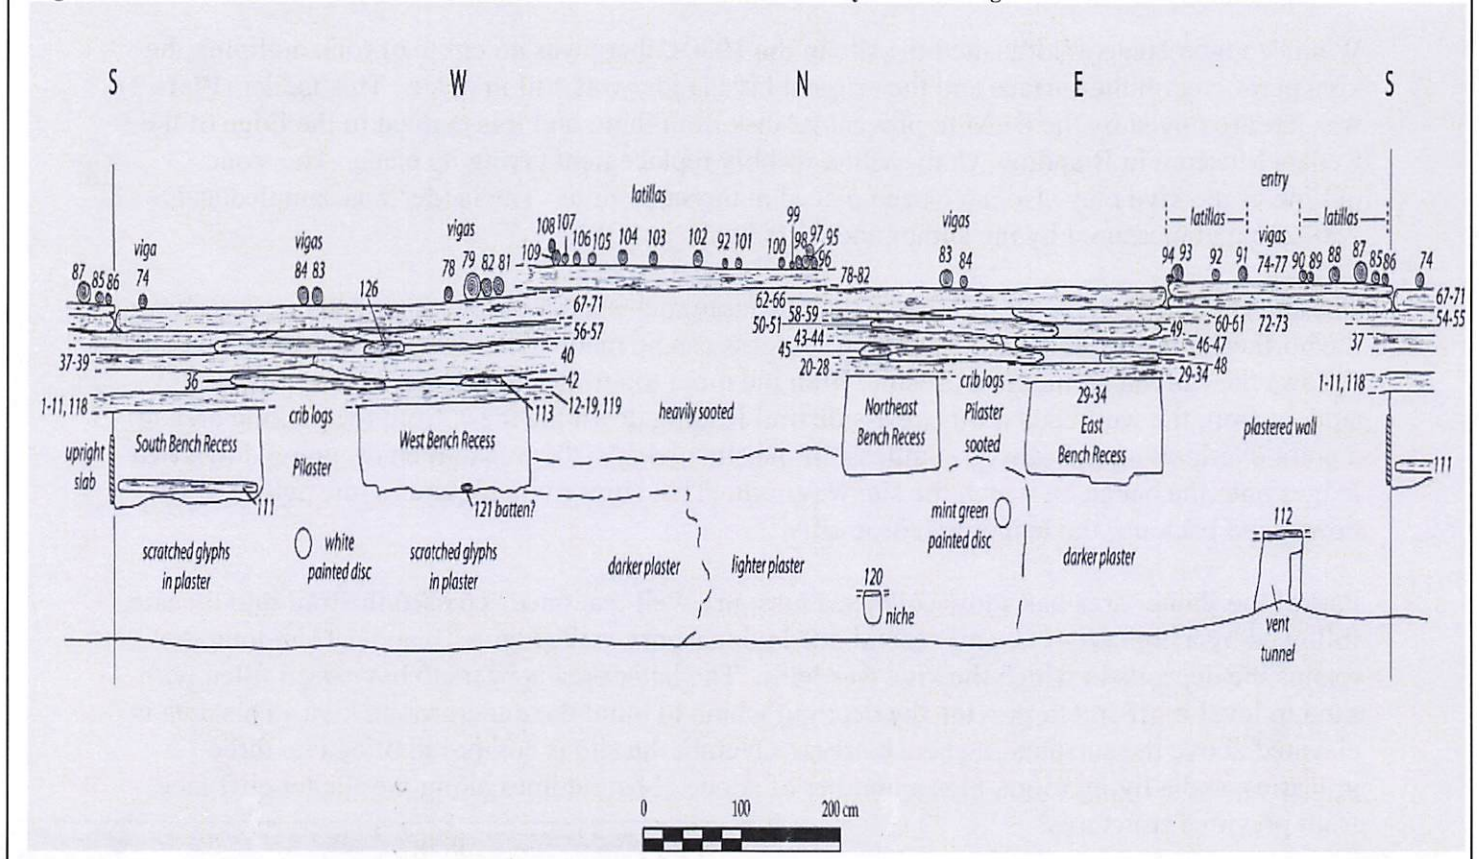 S
W
N
E
S
latillas
entry
viga
vigas
vigas
vigas
latillas
latillas
vigas
87
85
86
74
84
83
126
78
79
82
81
108
107
109
106
105
104
103
102
92
101
100
99
98
97
95
96
83
84
94
93
92
91
74-77
90
89
88
87
85
86
74
78-82
67-71
56-57
62-66
58-59
50-51
43-44
45
20-28
40
42
37-39
36
1-11, 118
113
12-19, 119
49
60-61
72-73
46-47
48
29-34
29-34
67-71
54-55
37
1-11, 118
upright
slab
South Bench Recess
crib logs
Pilaster
West Bench Recess
heavily sooted
Northeast
Bench Recess
crib logs
Pilaster
sooted
East
Bench Recess
plastered wall
111
111
121 batten?
scratched glyphs
in plaster
white
painted disc
scratched glyphs
in plaster
darker plaster
lighter plaster
mint green
painted disc
darker plaster
112
120
niche
vent
tunnel
0
100
200 cm